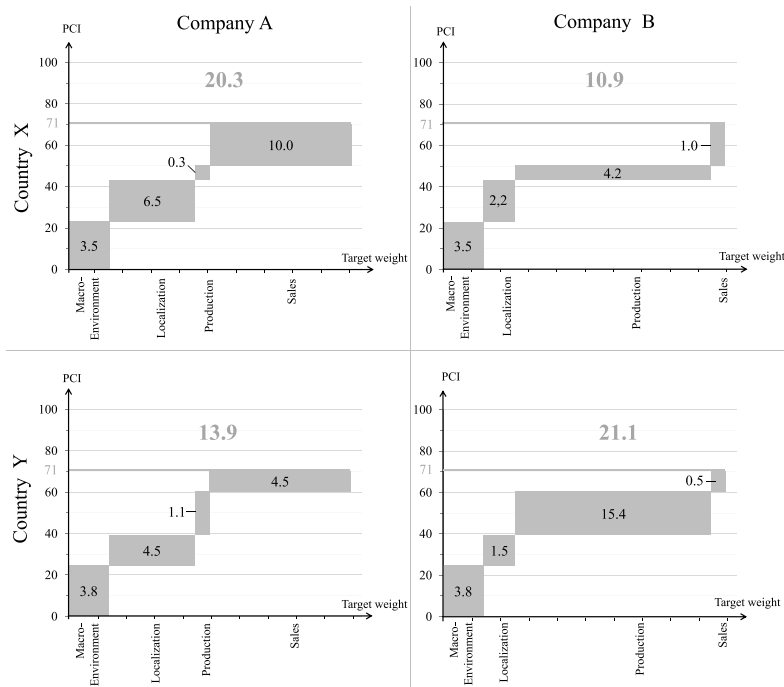 Company A
Company B
Country X
PCI
100
20.3
80
71
60
10.0
0.3
40
6.5
20
3.5
0
Target weight
Macro-
Environment
Localization
Production
Sales
PCI
100
10.9
80
71
60
1.0
4.2
40
2,2
20
3.5
0
Target weight
Macro-
Environment
Localization
Production
Sales
Country Y
PCI
100
13.9
80
71
4.5
60
1.1
40
4.5
20
3.8
0
Target weight
Macro-
Environment
Localization
Production
Sales
PCI
100
21.1
80
71
0.5
60
15.4
40
1.5
20
3.8
0
Target weight
Macro-
Environment
Localization
Production
Sales